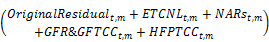 (OriginalResidual_{t,m} + ETCNL_{t,m} + NARs_{t,m}
+GFR&GFTCC_{t,m} + HFPTCC_{t,m})